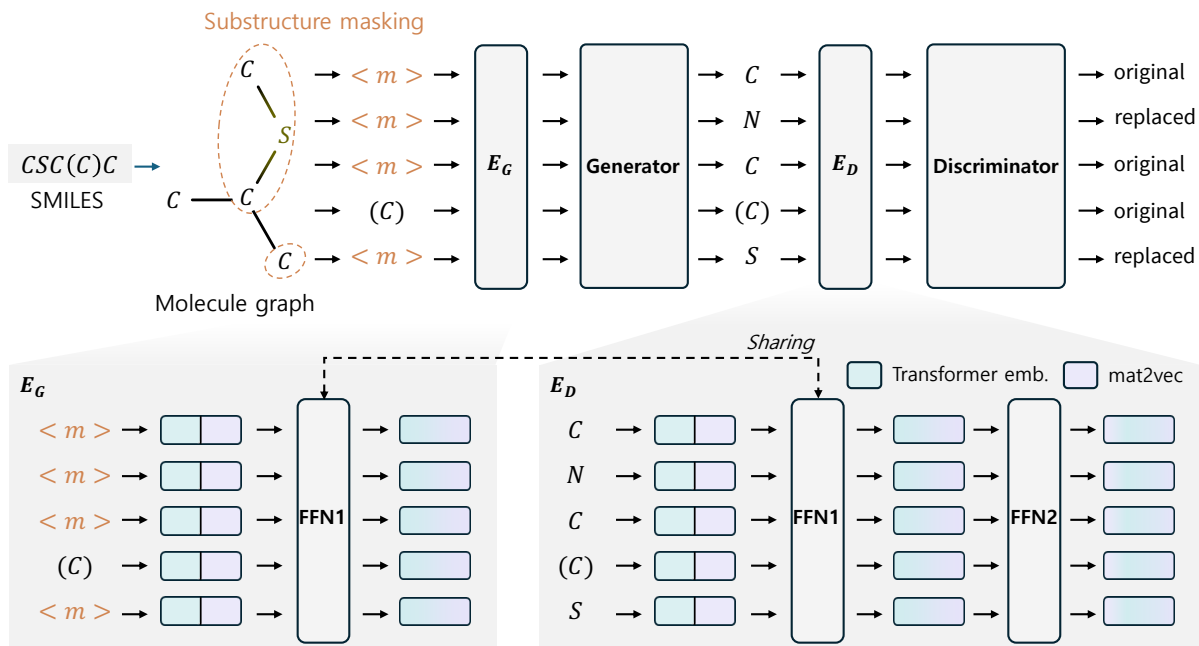 Substructure masking
CSC(C)C
SMILES
C
S
C
C
C
Molecule graph
< m >
< m >
< m >
(C)
< m >
E_G
Generator
C
N
C
(C)
S
E_D
Discriminator
original
replaced
original
original
replaced
Sharing
E_G
< m >
< m >
< m >
(C)
< m >
FFN1
E_D
Transformer emb.
mat2vec
C
N
C
(C)
S
FFN1
FFN2